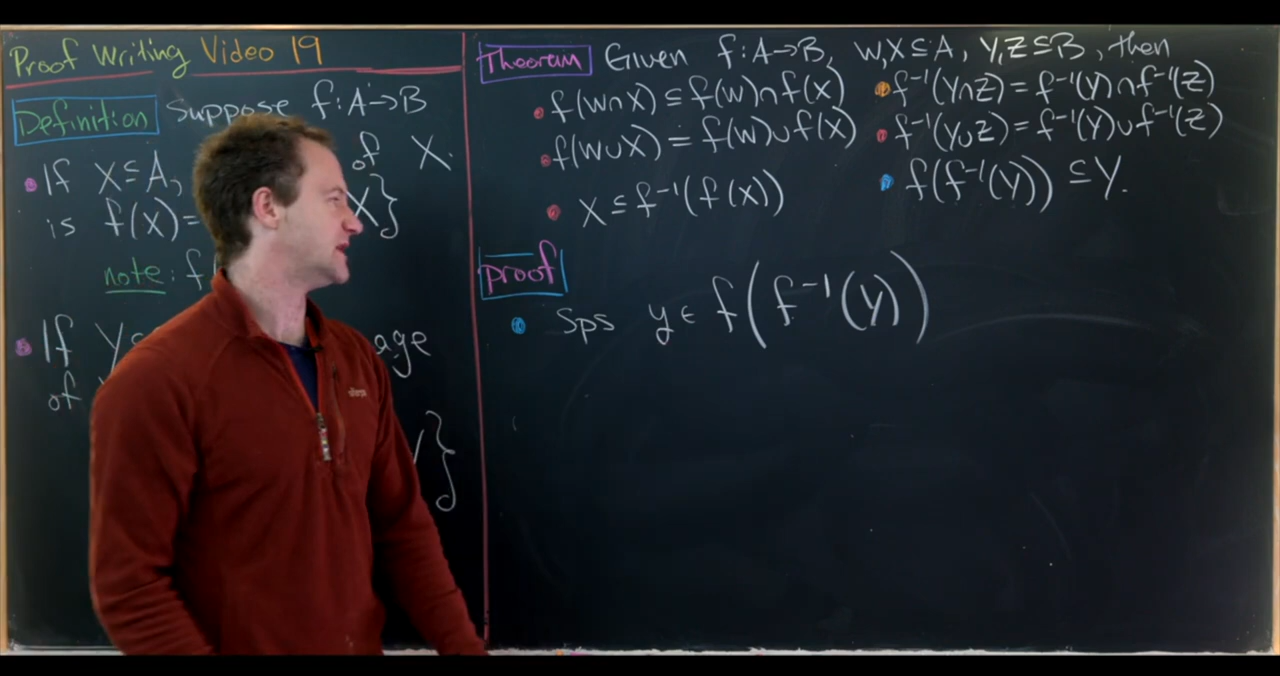 Proof Writing Video 19
Definition Suppose f: A→B
• If X ⊆ A, of X.
is f(X)= X}
note: f(
• If Y⊆ age
of
}
Theorem Given f: A→B, W,X ⊆ A, Y,Z ⊆ B, then
• f(W∩X) ⊆ f(W)∩f(X)
• f(W∪X) = f(W)∪f(X)
• X ⊆ f⁻¹(f(X))
• f⁻¹(Y∩Z) = f⁻¹(Y)∩f⁻¹(Z)
• f⁻¹(Y∪Z) = f⁻¹(Y)∪f⁻¹(Z)
• f(f⁻¹(Y)) ⊆ Y.
proof
• Sps y ∈ f(f⁻¹(Y))